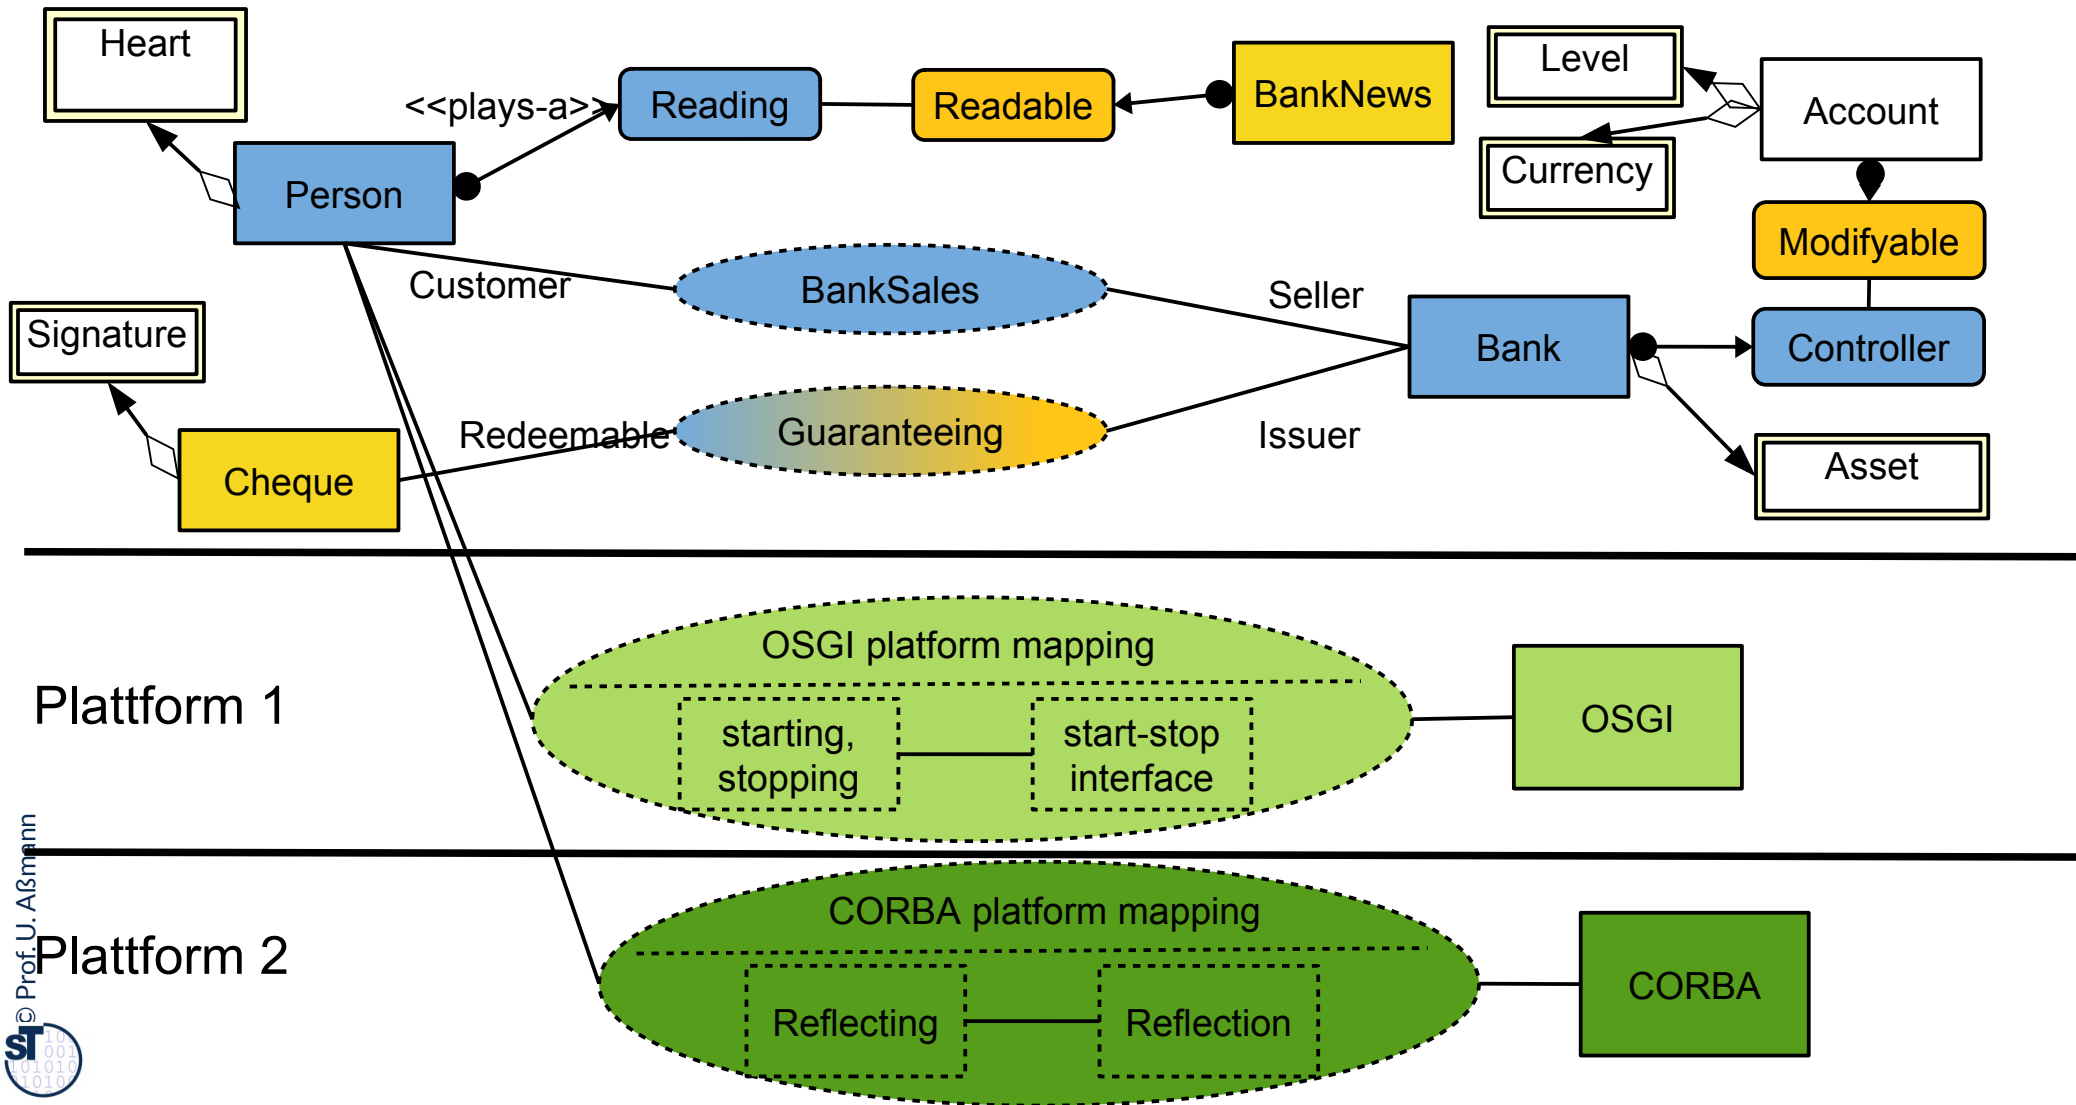 Heart
<<plays-a>>
Reading
Readable
BankNews
Level
Account
Currency
Person
Modifyable
Customer
BankSales
Seller
Signature
Bank
Controller
Redeemable
Guaranteeing
Issuer
Cheque
Asset
OSGI platform mapping
Plattform 1
starting,
stopping
start-stop
interface
OSGI
CORBA platform mapping
Plattform 2
Reflecting
Reflection
CORBA
© Prof. U. Aßmann
ST